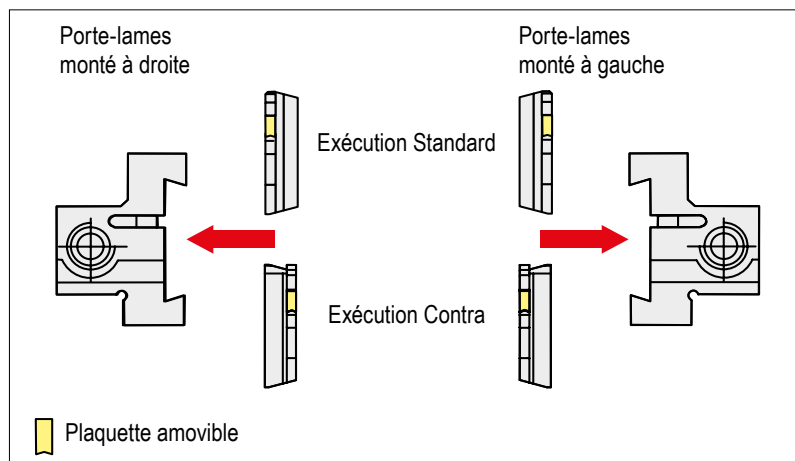 Porte-lames
monté à droite
Porte-lames
monté à gauche
Exécution Standard
Exécution Contra
Plaquette amovible